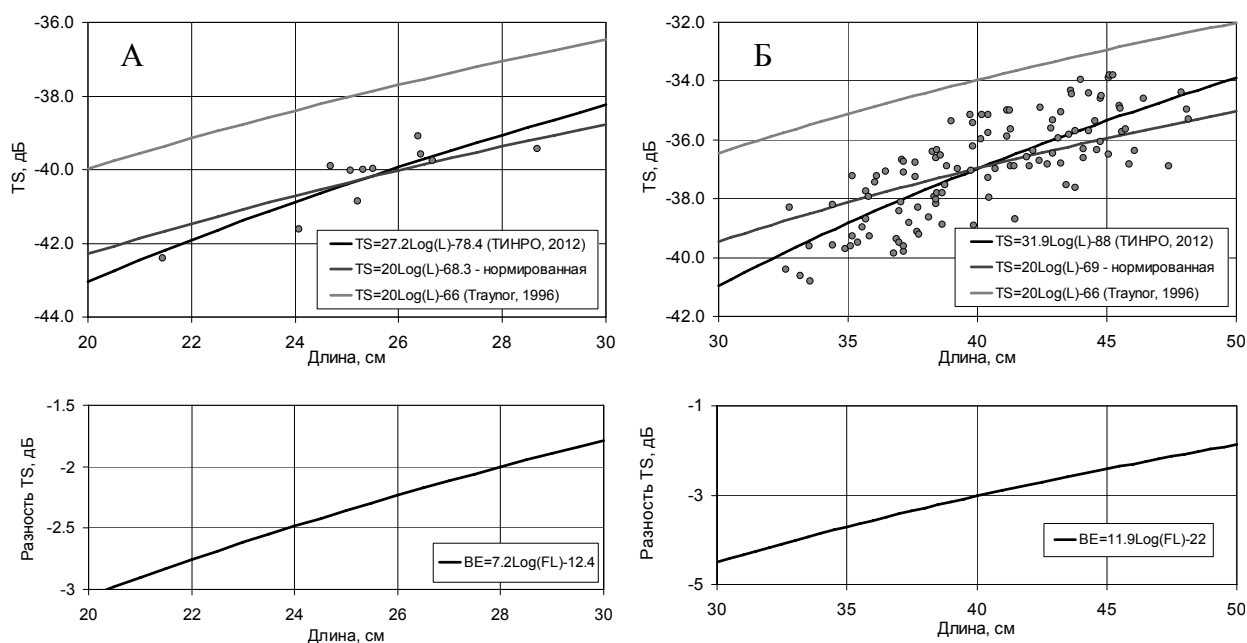 -36.0
-38.0
-40.0
-42.0
-44.0
TS, дБ
А
TS=27.2Log(L)-78.4 (ТИНРО, 2012)
TS=20Log(L)-68.3 - нормированная
TS=20Log(L)-66 (Traynor, 1996)
20 22 24 26 28 30
Длина, см
-32.0
-34.0
-36.0
-38.0
-40.0
-42.0
TS, дБ
Б
TS=31.9Log(L)-88 (ТИНРО, 2012)
TS=20Log(L)-69 - нормированная
TS=20Log(L)-66 (Traynor, 1996)
30 35 40 45 50
Длина, см
-1.5
-2
-2.5
-3
Разность TS, дБ
BE=7.2Log(FL)-12.4
20 22 24 26 28 30
Длина, см
-1
-3
-5
Разность TS, дБ
BE=11.9Log(FL)-22
30 35 40 45 50
Длина, см